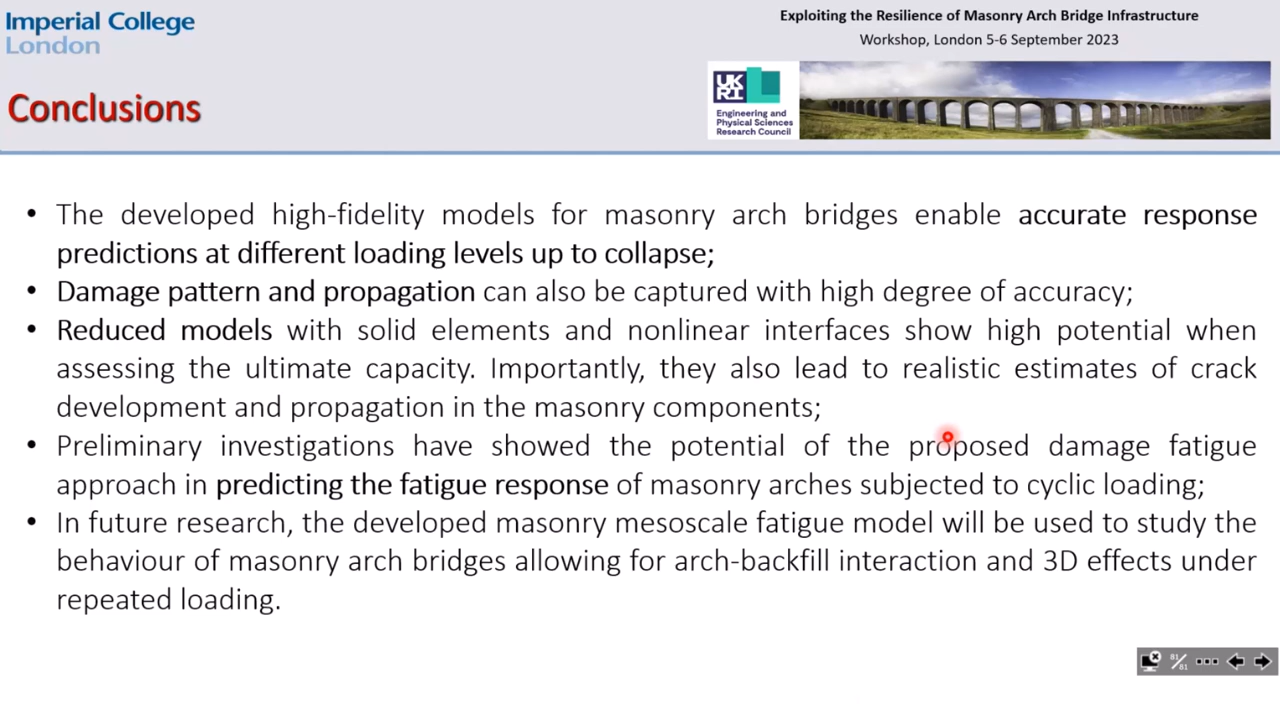 Imperial College
London
Exploiting the Resilience of Masonry Arch Bridge Infrastructure
Workshop, London 5-6 September 2023
UK
RI
Engineering and
Physical Sciences
Research Council
Conclusions
• The developed high-fidelity models for masonry arch bridges enable accurate response
predictions at different loading levels up to collapse;
• Damage pattern and propagation can also be captured with high degree of accuracy;
• Reduced models with solid elements and nonlinear interfaces show high potential when
assessing the ultimate capacity. Importantly, they also lead to realistic estimates of crack
development and propagation in the masonry components;
• Preliminary investigations have showed the potential of the proposed damage fatigue
approach in predicting the fatigue response of masonry arches subjected to cyclic loading;
• In future research, the developed masonry mesoscale fatigue model will be used to study the
behaviour of masonry arch bridges allowing for arch-backfill interaction and 3D effects under
repeated loading.
81/81